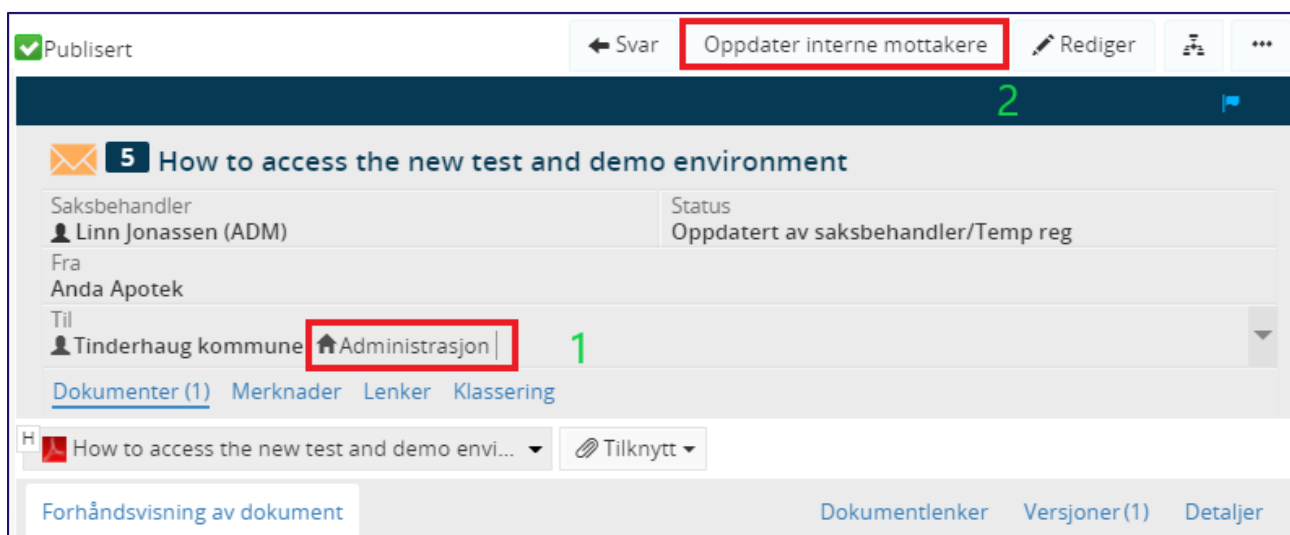 Publisert Svar Oppdater interne mottakere Rediger ...
2
5 How to access the new test and demo environment
Saksbehandler Status
Linn Jonassen (ADM) Oppdatert av saksbehandler/Temp reg
Fra
Anda Apotek
Til
Tinderhaug kommune Administrasjon 1
Dokumenter (1) Merknader Lenker Klassering
H How to access the new test and demo envi... Tilknytt
Forhåndsvisning av dokument Dokumentlenker Versjoner (1) Detaljer